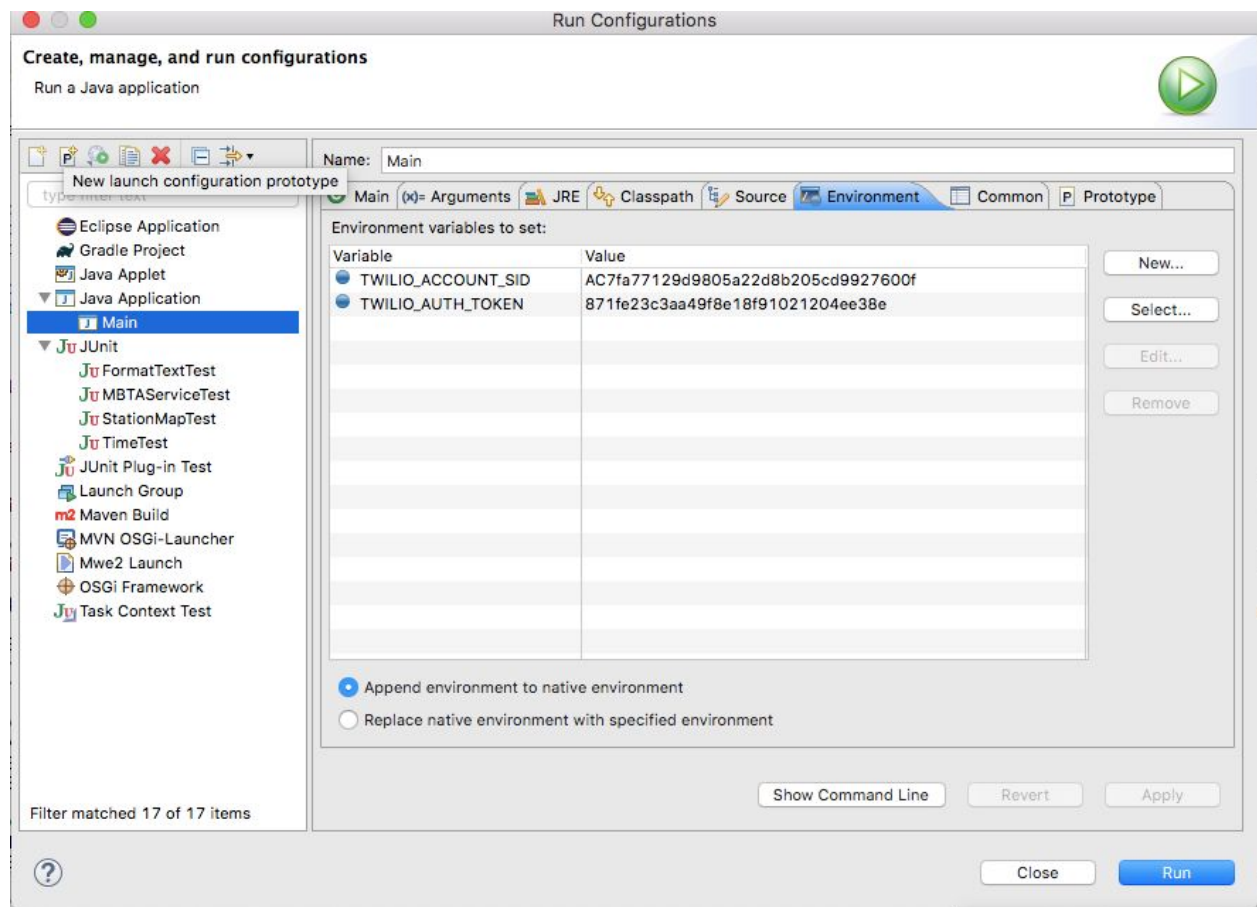 Run Configurations
Create, manage, and run configurations
Run a Java application
Name: Main
New launch configuration prototype
Main (x)= Arguments JRE Classpath Source Environment Common P Prototype
Eclipse Application
Gradle Project
Java Applet
Java Application
Main
JUnit
FormatTextTest
MBTAServiceTest
StationMapTest
TimeTest
JUnit Plug-in Test
Launch Group
m2 Maven Build
MVN OSGi-Launcher
Mwe2 Launch
OSGi Framework
Task Context Test
Filter matched 17 of 17 items
Environment variables to set:
Variable Value
TWILIO_ACCOUNT_SID AC7fa77129d9805a22d8b205cd9927600f
TWILIO_AUTH_TOKEN 871fe23c3aa49f8e18f91021204ee38e
New...
Select...
Edit...
Remove
Append environment to native environment
Replace native environment with specified environment
Show Command Line Revert Apply
? Close Run